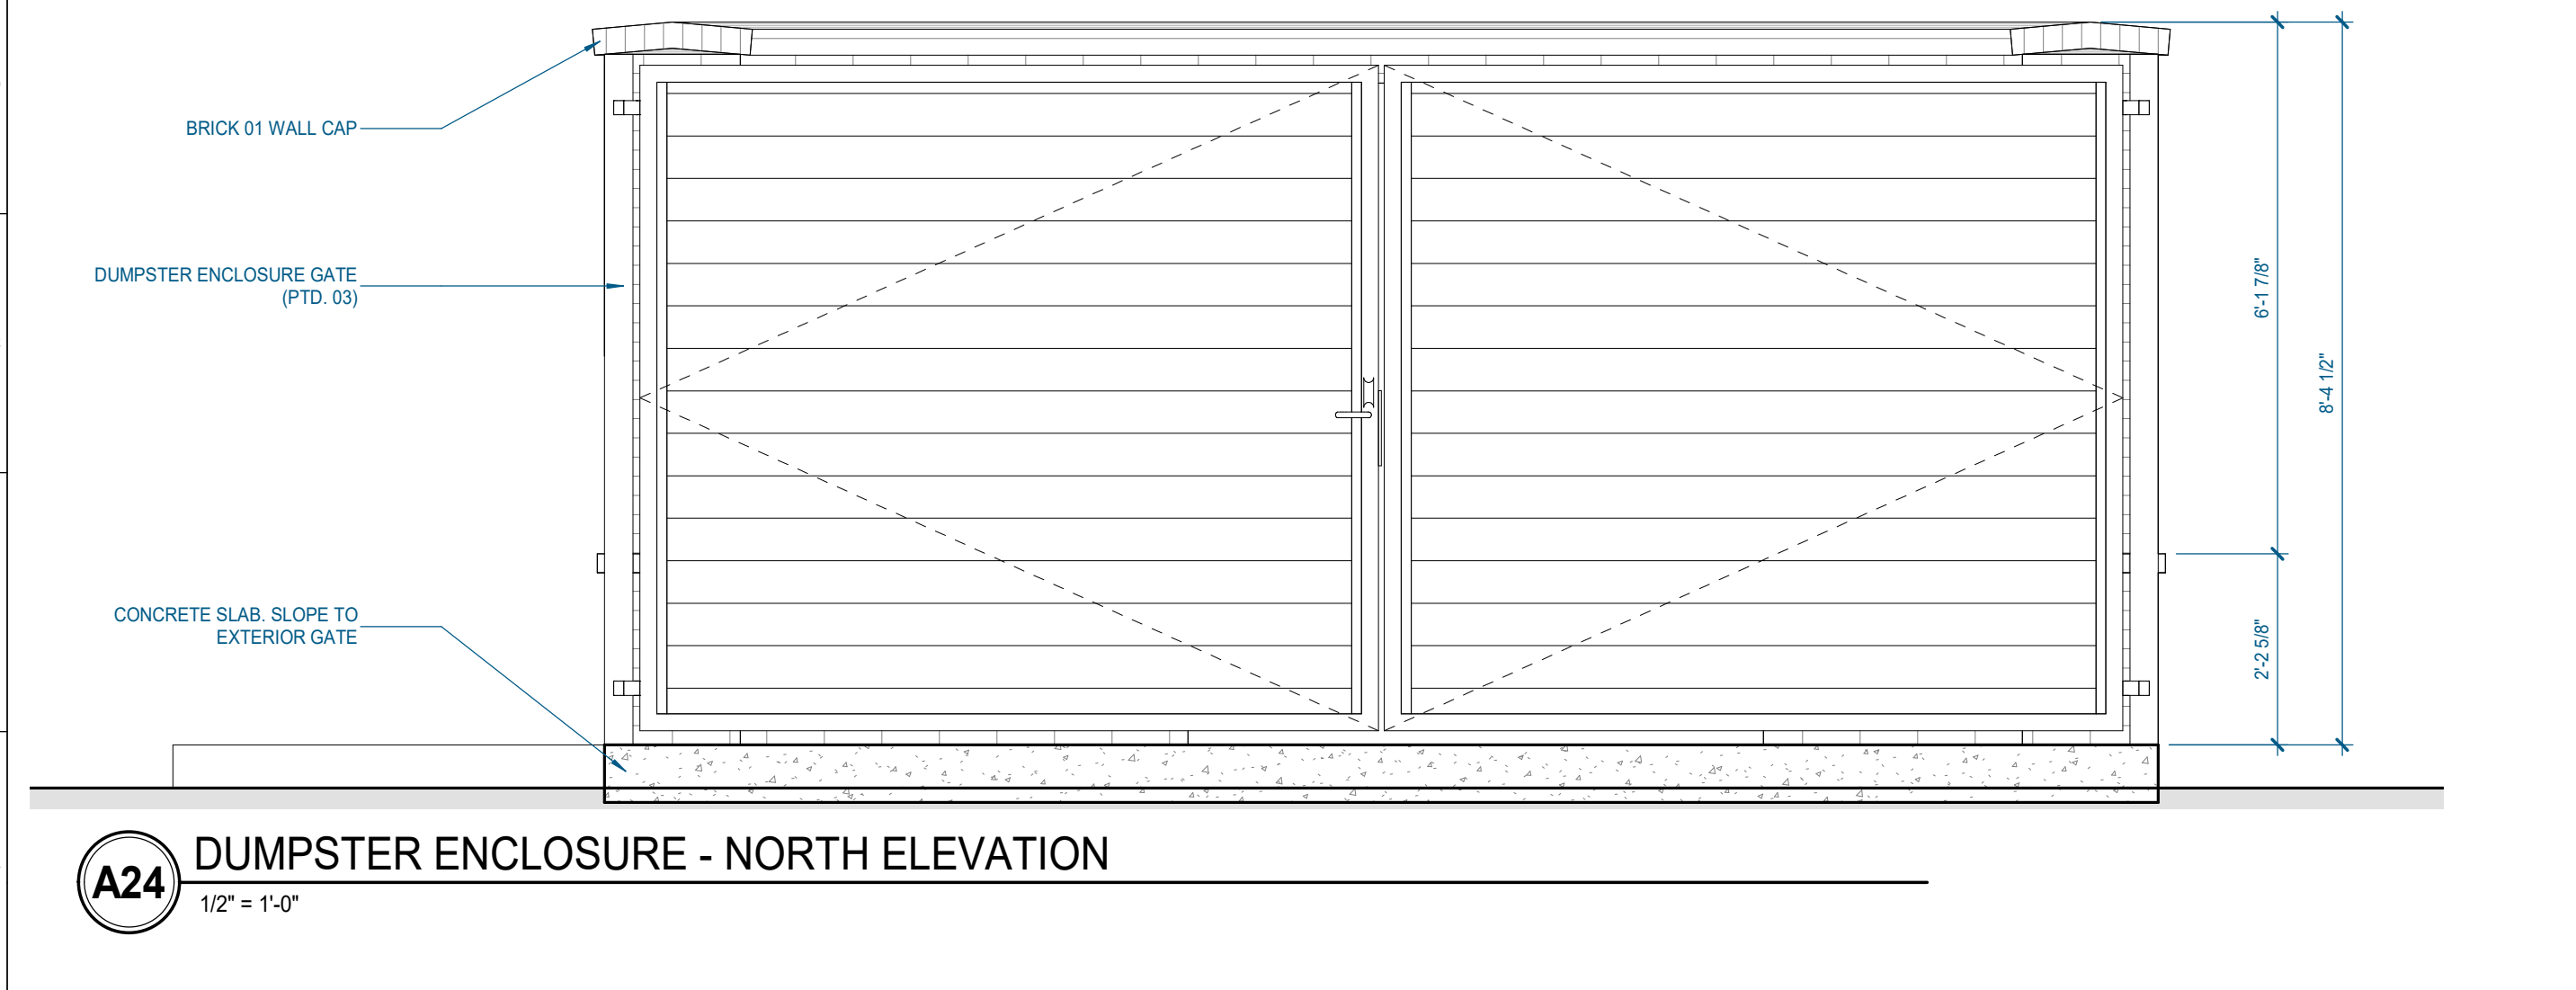 BRICK 01 WALL CAP
DUMPSTER ENCLOSURE GATE
(PTD. 03)
CONCRETE SLAB. SLOPE TO
EXTERIOR GATE
6'-1 7/8"
8'-4 1/2"
2'-2 5/8"
A24
DUMPSTER ENCLOSURE - NORTH ELEVATION
1/2" = 1'-0"